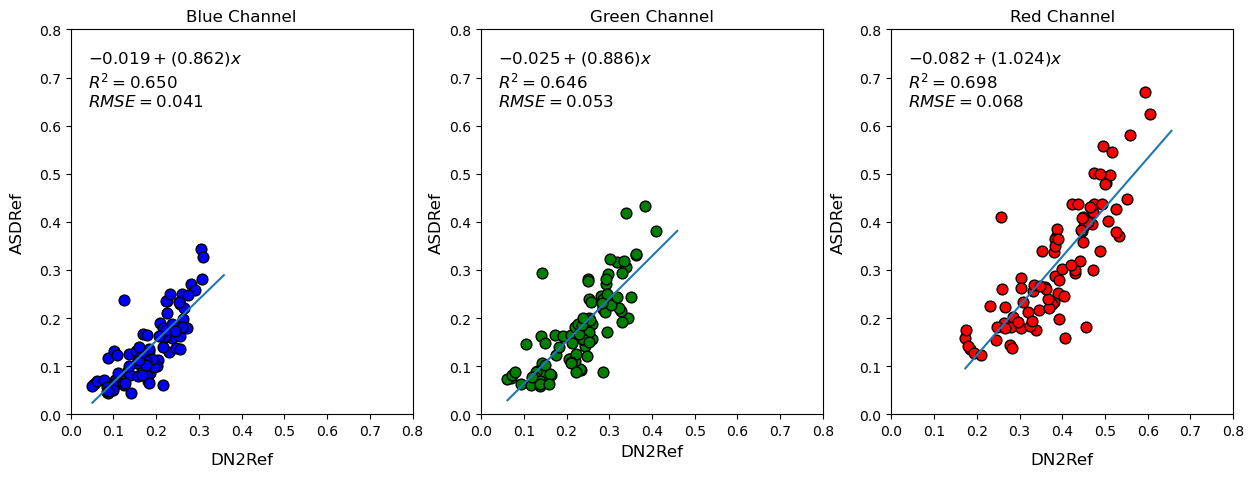 Blue Channel
−0.019 + (0.862)x
R² = 0.650
RMSE = 0.041
0.8
0.7
0.6
0.5
0.4
0.3
0.2
0.1
0.0
ASDRef
0.0 0.1 0.2 0.3 0.4 0.5 0.6 0.7 0.8
DN2Ref
Green Channel
−0.025 + (0.886)x
R² = 0.646
RMSE = 0.053
0.8
0.7
0.6
0.5
0.4
0.3
0.2
0.1
0.0
ASDRef
0.0 0.1 0.2 0.3 0.4 0.5 0.6 0.7 0.8
DN2Ref
Red Channel
−0.082 + (1.024)x
R² = 0.698
RMSE = 0.068
0.8
0.7
0.6
0.5
0.4
0.3
0.2
0.1
0.0
ASDRef
0.0 0.1 0.2 0.3 0.4 0.5 0.6 0.7 0.8
DN2Ref